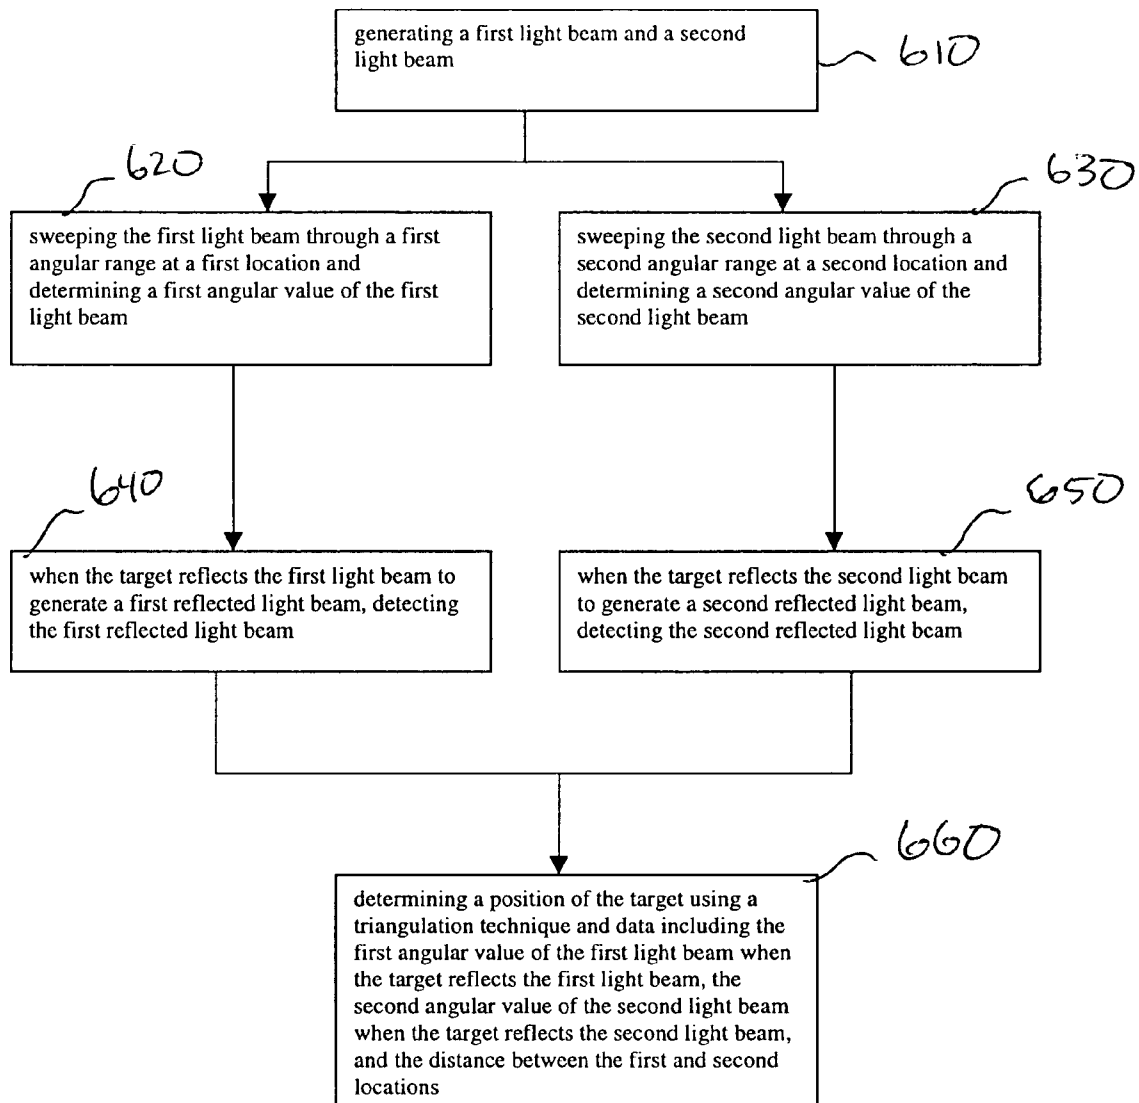 generating a first light beam and a second
light beam
610
620
630
sweeping the first light beam through a first
angular range at a first location and
determining a first angular value of the first
light beam
sweeping the second light beam through a
second angular range at a second location and
determining a second angular value of the
second light beam
640
650
when the target reflects the first light beam to
generate a first reflected light beam, detecting
the first reflected light beam
when the target reflects the second light beam
to generate a second reflected light beam,
detecting the second reflected light beam
660
determining a position of the target using a
triangulation technique and data including the
first angular value of the first light beam when
the target reflects the first light beam, the
second angular value of the second light beam
when the target reflects the second light beam,
and the distance between the first and second
locations